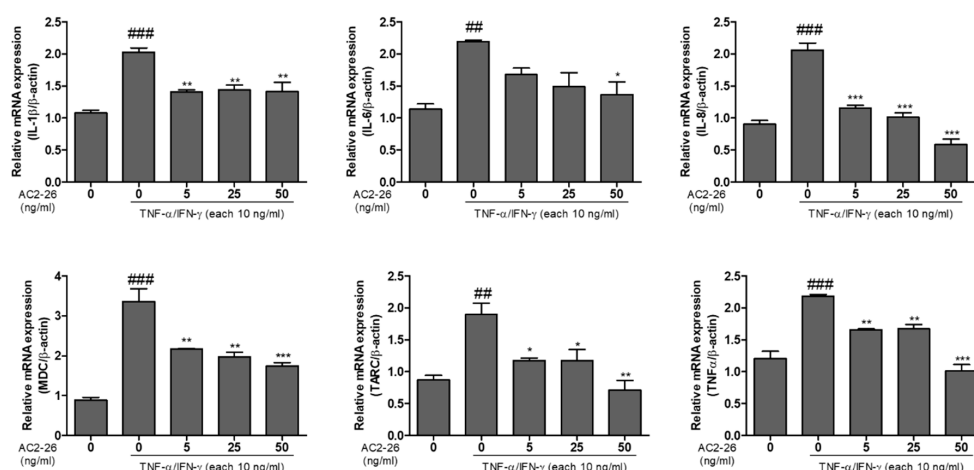 Relative mRNA expression
(IL-1β/β-actin)
2.5
2.0
1.5
1.0
0.5
0.0
###
**
**
**
AC2-26 0 0 5 25 50
(ng/ml)
TNF-α/IFN-γ (each 10 ng/ml)
Relative mRNA expression
(IL-6/β-actin)
2.5
2.0
1.5
1.0
0.5
0.0
##
*
AC2-26 0 0 5 25 50
(ng/ml)
TNF-α/IFN-γ (each 10 ng/ml)
Relative mRNA expression
(IL-8/β-actin)
2.5
2.0
1.5
1.0
0.5
0.0
###
***
***
***
AC2-26 0 0 5 25 50
(ng/ml)
TNF-α/IFN-γ (each 10 ng/ml)
Relative mRNA expression
(MDC/β-actin)
4
3
2
1
0
###
**
**
***
AC2-26 0 0 5 25 50
(ng/ml)
TNF-α/IFN-γ (each 10 ng/ml)
Relative mRNA expression
(TARC/β-actin)
2.5
2.0
1.5
1.0
0.5
0.0
##
*
*
**
AC2-26 0 0 5 25 50
(ng/ml)
TNF-α/IFN-γ (each 10 ng/ml)
Relative mRNA expression
(TNFα/β-actin)
2.5
2.0
1.5
1.0
0.5
0.0
###
**
**
***
AC2-26 0 0 5 25 50
(ng/ml)
TNF-α/IFN-γ (each 10 ng/ml)